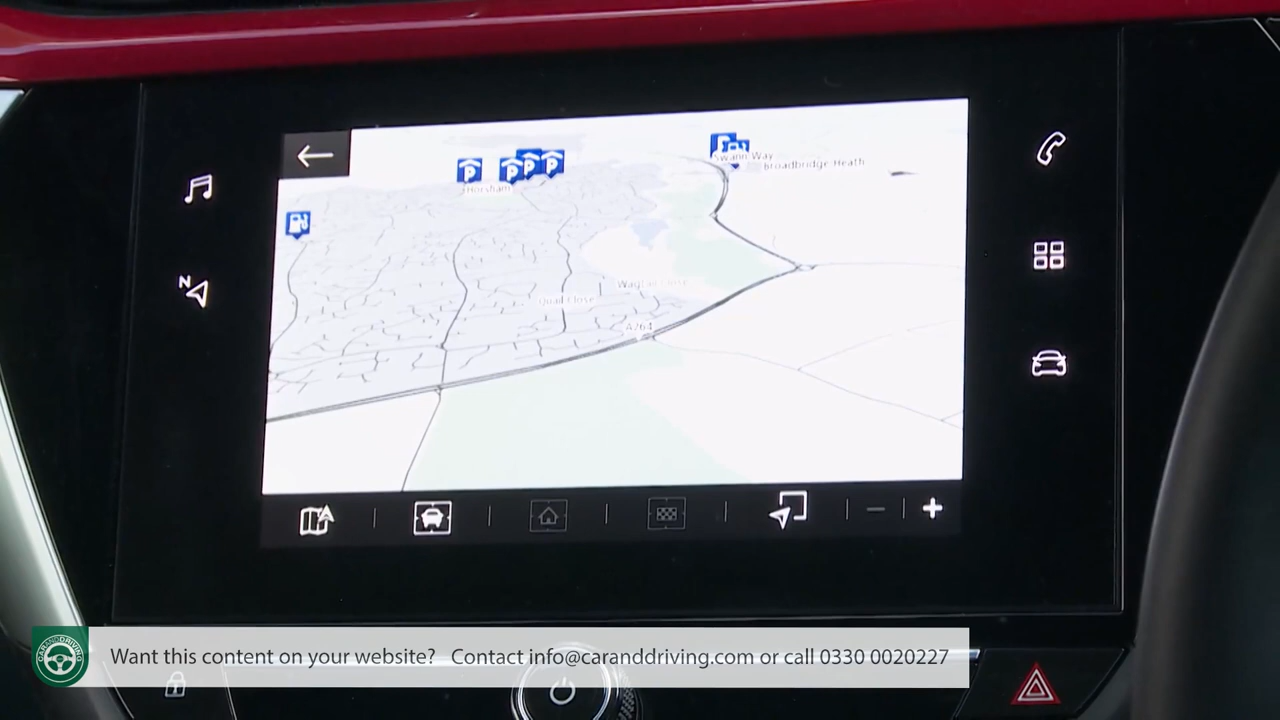 Swann Way
Broadbridge Heath
Horsham
N
Wagtail Close
Quail Close
A264
CARANDDRIVING
Want this content on your website? Contact info@caranddriving.com or call 0330 0020227